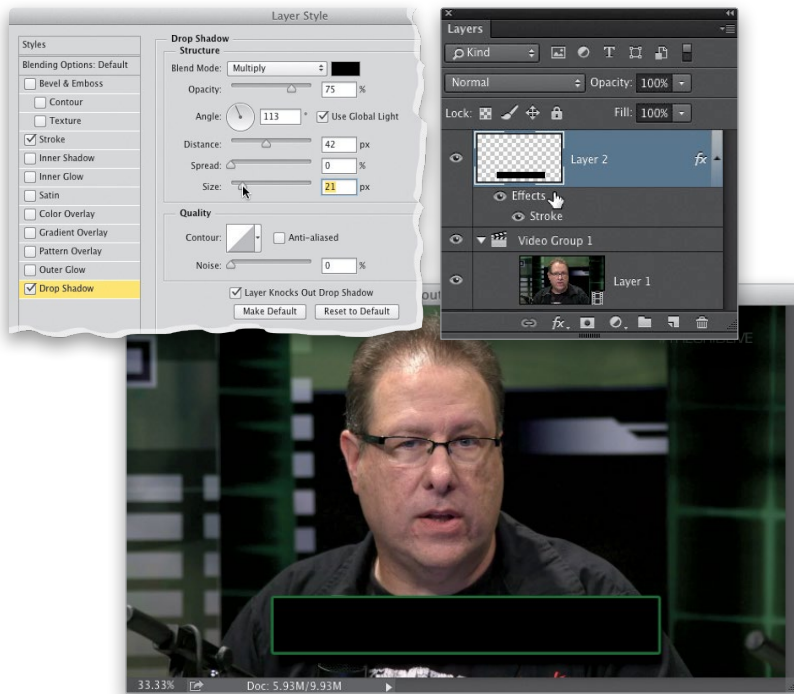 Layer Style
Styles
Blending Options: Default
Bevel & Emboss
Contour
Texture
Stroke
Inner Shadow
Inner Glow
Satin
Color Overlay
Gradient Overlay
Pattern Overlay
Outer Glow
Drop Shadow
Drop Shadow
Structure
Blend Mode: Multiply
Opacity: 75 %
Angle: 113 ° Use Global Light
Distance: 42 px
Spread: 0 %
Size: 21 px
Quality
Contour: Anti-aliased
Noise: 0 %
Layer Knocks Out Drop Shadow
Make Default Reset to Default
Layers
Kind
Normal Opacity: 100%
Lock: Fill: 100%
Layer 2 fx
Effects
Stroke
Video Group 1
Layer 1
fx
33.33% Doc: 5.93M/9.93M